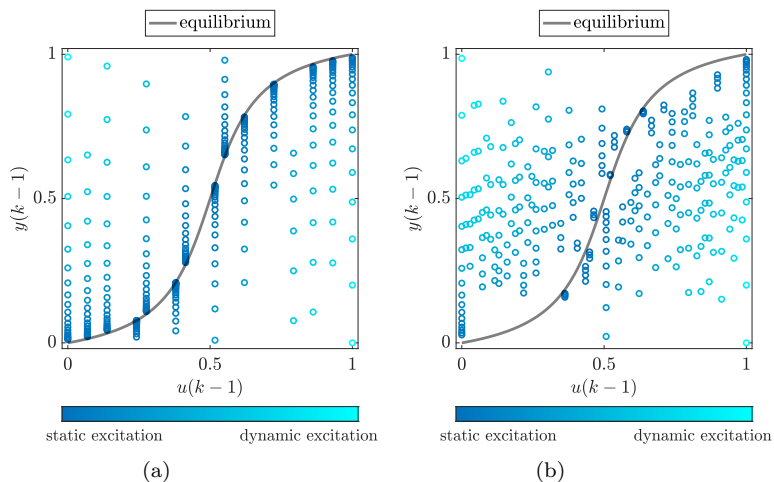 equilibrium
1
0.5
0
y(k − 1)
0
0.5
1
u(k − 1)
static excitation
dynamic excitation
(a)
equilibrium
1
0.5
0
y(k − 1)
0
0.5
1
u(k − 1)
static excitation
dynamic excitation
(b)